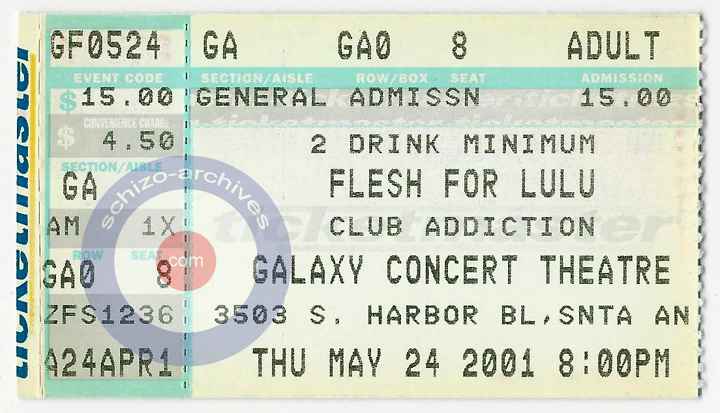 ticketmaster
GF0524 GA GA0 8 ADULT
EVENT CODE SECTION/AISLE ROW/BOX SEAT ADMISSION
$ 15.00 GENERAL ADMISSN 15.00
CONVENIENCE CHARGE
$ 4.50 2 DRINK MINIMUM
SECTION/AISLE
GA FLESH FOR LULU
AM 1X CLUB ADDICTION
ROW SEAT
GA0 8 GALAXY CONCERT THEATRE
ZFS1236 3503 S. HARBOR BL,SNTA AN
A24APR1 THU MAY 24 2001 8:00PM
schizo-archives
.com
ticketmaster